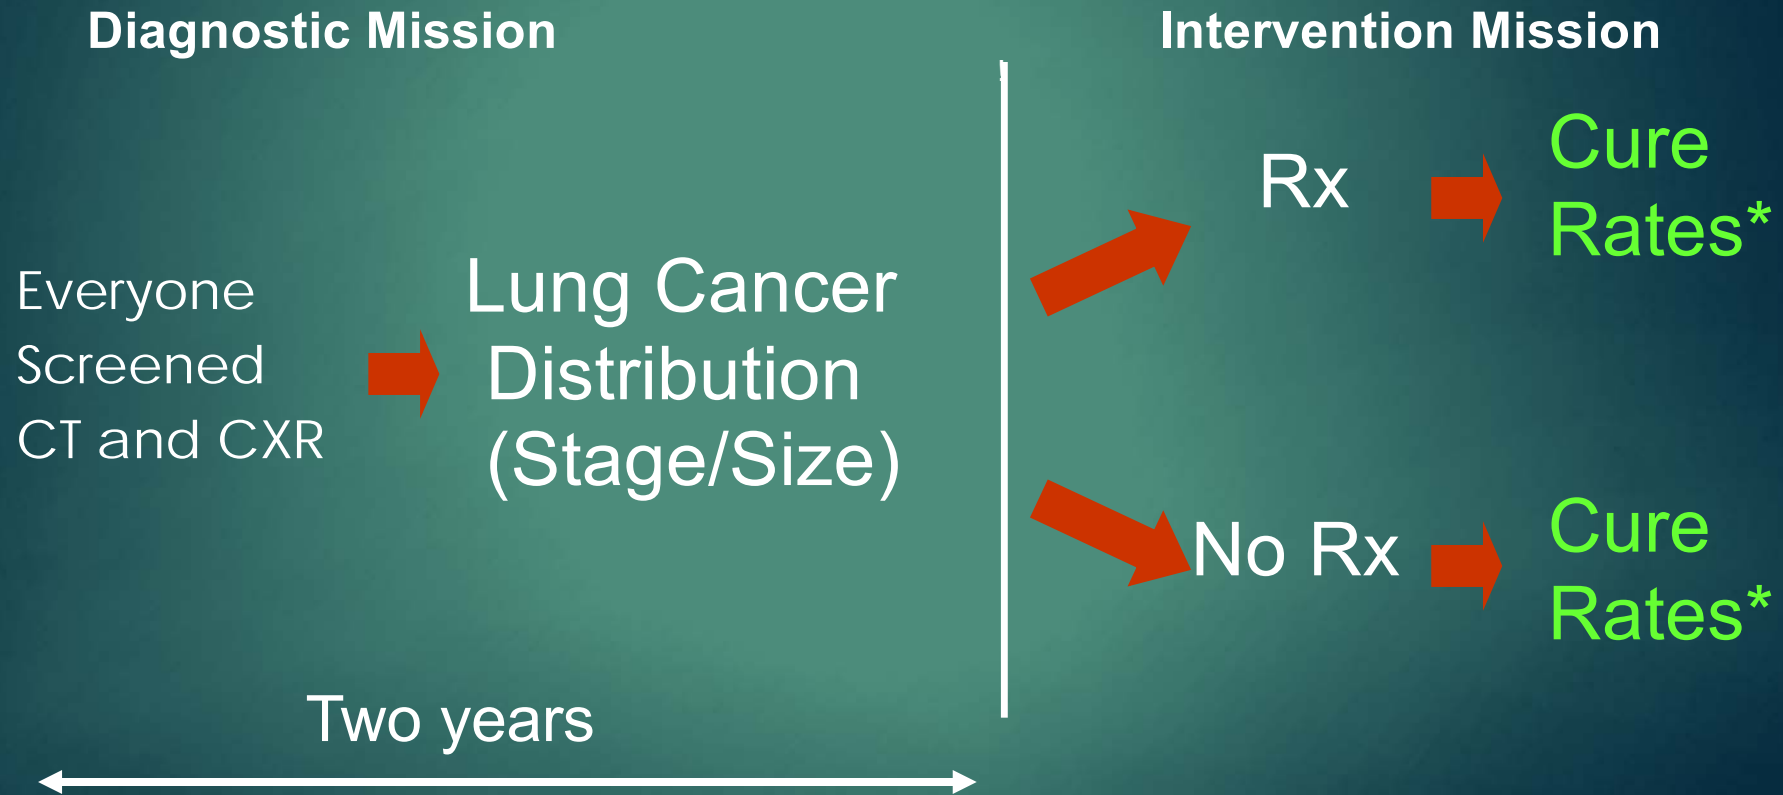 Diagnostic Mission
Intervention Mission
Everyone
Screened
CT and CXR
Lung Cancer
Distribution
(Stage/Size)
Rx
Cure
Rates*
No Rx
Cure
Rates*
Two years